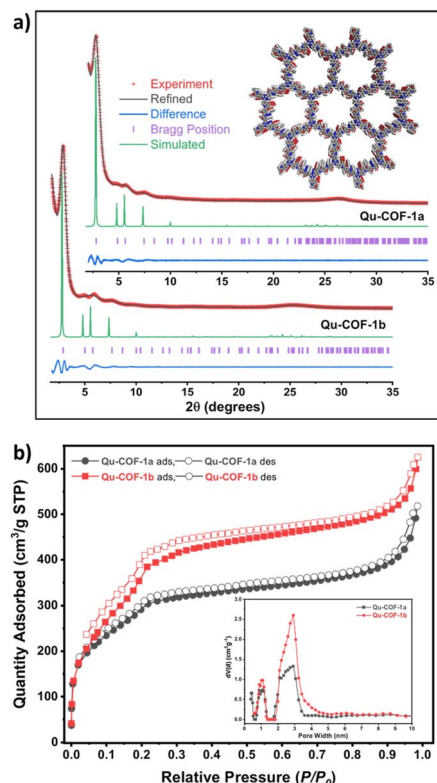 a)
Experiment
Refined
Difference
Bragg Position
Simulated
Qu-COF-1a
5 10 15 20 25 30 35
Qu-COF-1b
5 10 15 20 25 30 35
2θ (degrees)
b)
Qu-COF-1a ads, Qu-COF-1a des
Qu-COF-1b ads, Qu-COF-1b des
Quantity Adsorbed (cm³/g STP)
600
500
400
300
200
100
0
Qu-COF-1a
Qu-COF-1b
dV(d) (cm³g⁻¹)
2.5
2.0
1.5
1.0
0.5
0.0
0 1 2 3 4 5 6 7 8 9 10
Pore Width (nm)
0.0 0.1 0.2 0.3 0.4 0.5 0.6 0.7 0.8 0.9 1.0
Relative Pressure (P/Pₒ)